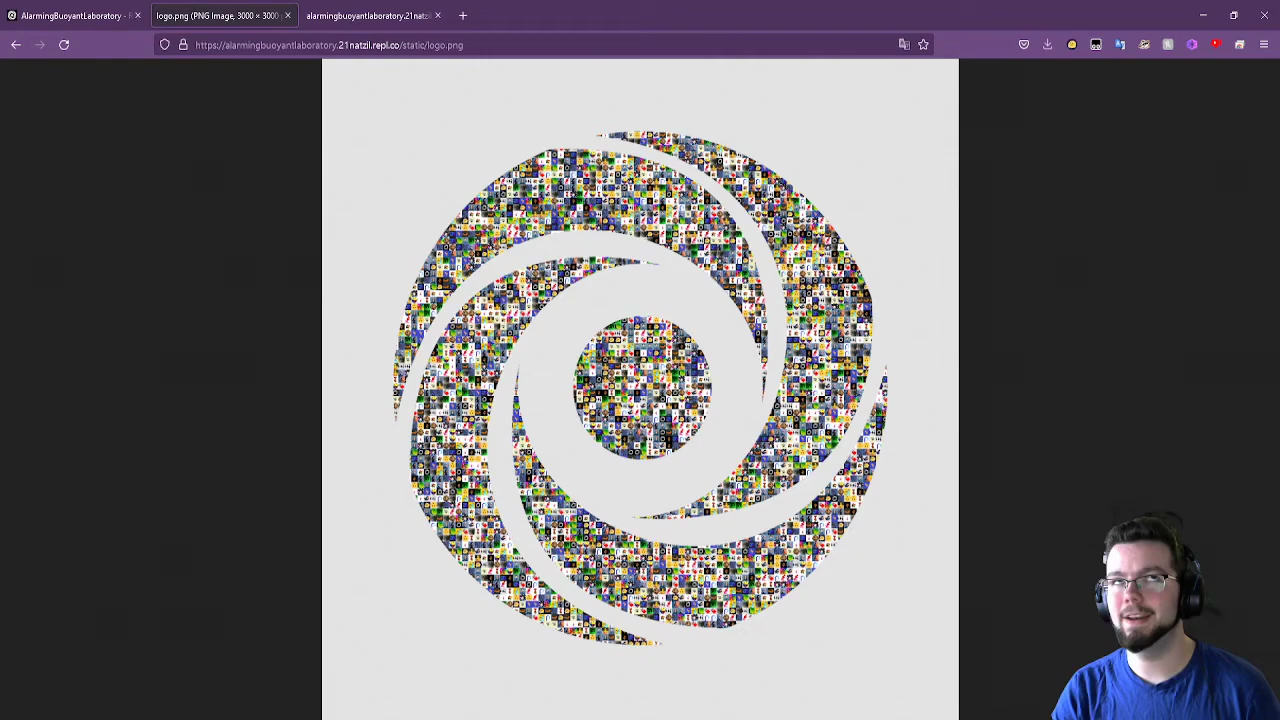 AlarmingBuoyantLaboratory - R
logo.png (PNG Image, 3000 × 3000
alarmingbuoyantlaboratory.21natzil
https://alarmingbuoyantlaboratory.21natzil.repl.co/static/logo.png